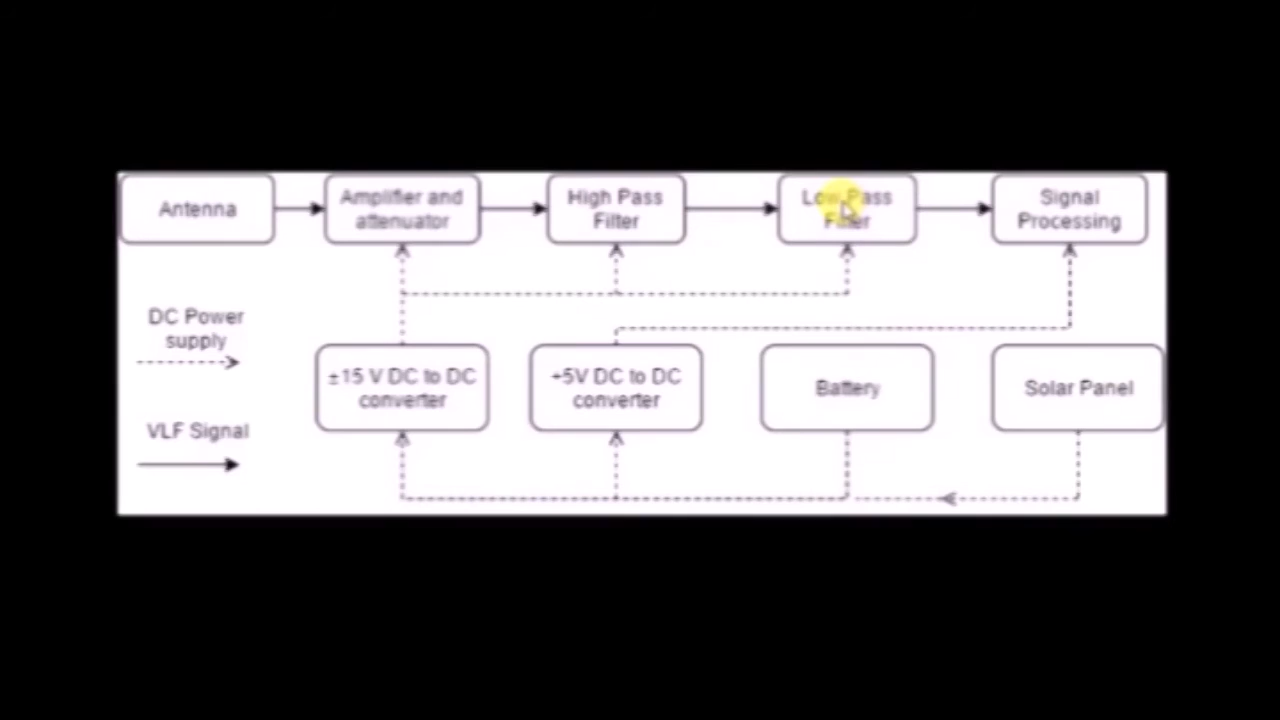 Antenna
Amplifier and
attenuator
High Pass
Filter
Low Pass
Filter
Signal
Processing
DC Power
supply
±15 V DC to DC
converter
+5V DC to DC
converter
Battery
Solar Panel
VLF Signal